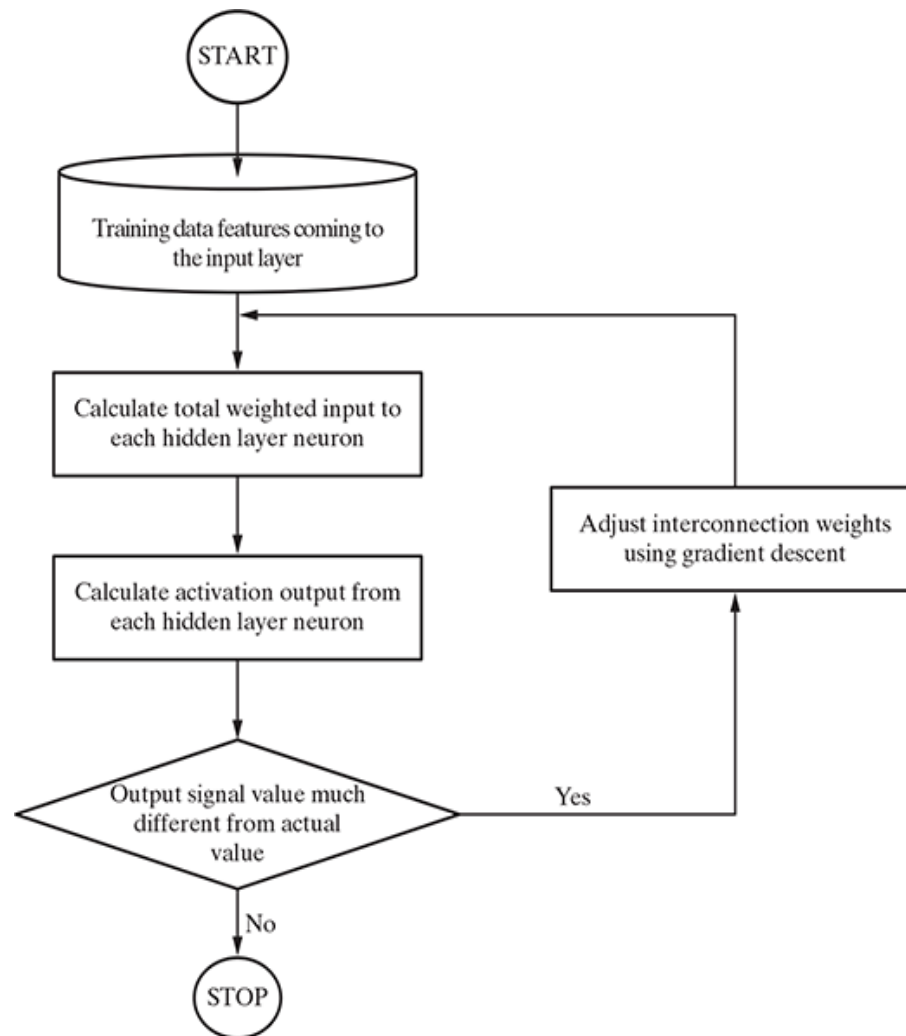 START
Training data features coming to
the input layer
Calculate total weighted input to
each hidden layer neuron
Adjust interconnection weights
using gradient descent
Calculate activation output from
each hidden layer neuron
Output signal value much
different from actual
value
Yes
No
STOP